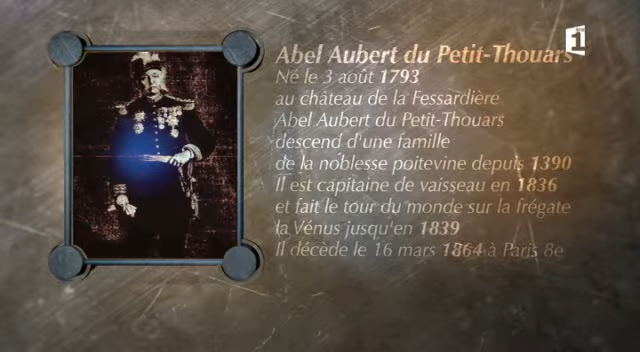 1
Abel Aubert du Petit-Thouars
Né le 3 août 1793
au château de la Fessardière
Abel Aubert du Petit-Thouars
descend d'une famille
de la noblesse poitevine depuis 1390
Il est capitaine de vaisseau en 1836
et fait le tour du monde sur la frégate
la Vénus jusqu'en 1839
Il décède le 16 mars 1864 à Paris 8e